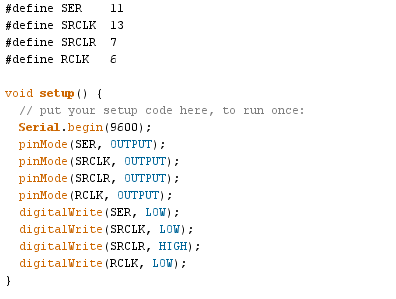 #define SER    11
#define SRCLK  13
#define SRCLR  7
#define RCLK   6

void setup() {
  // put your setup code here, to run once:
  Serial.begin(9600);
  pinMode(SER, OUTPUT);
  pinMode(SRCLK, OUTPUT);
  pinMode(SRCLR, OUTPUT);
  pinMode(RCLK, OUTPUT);
  digitalWrite(SER, LOW);
  digitalWrite(SRCLK, LOW);
  digitalWrite(SRCLR, HIGH);
  digitalWrite(RCLK, LOW);
}